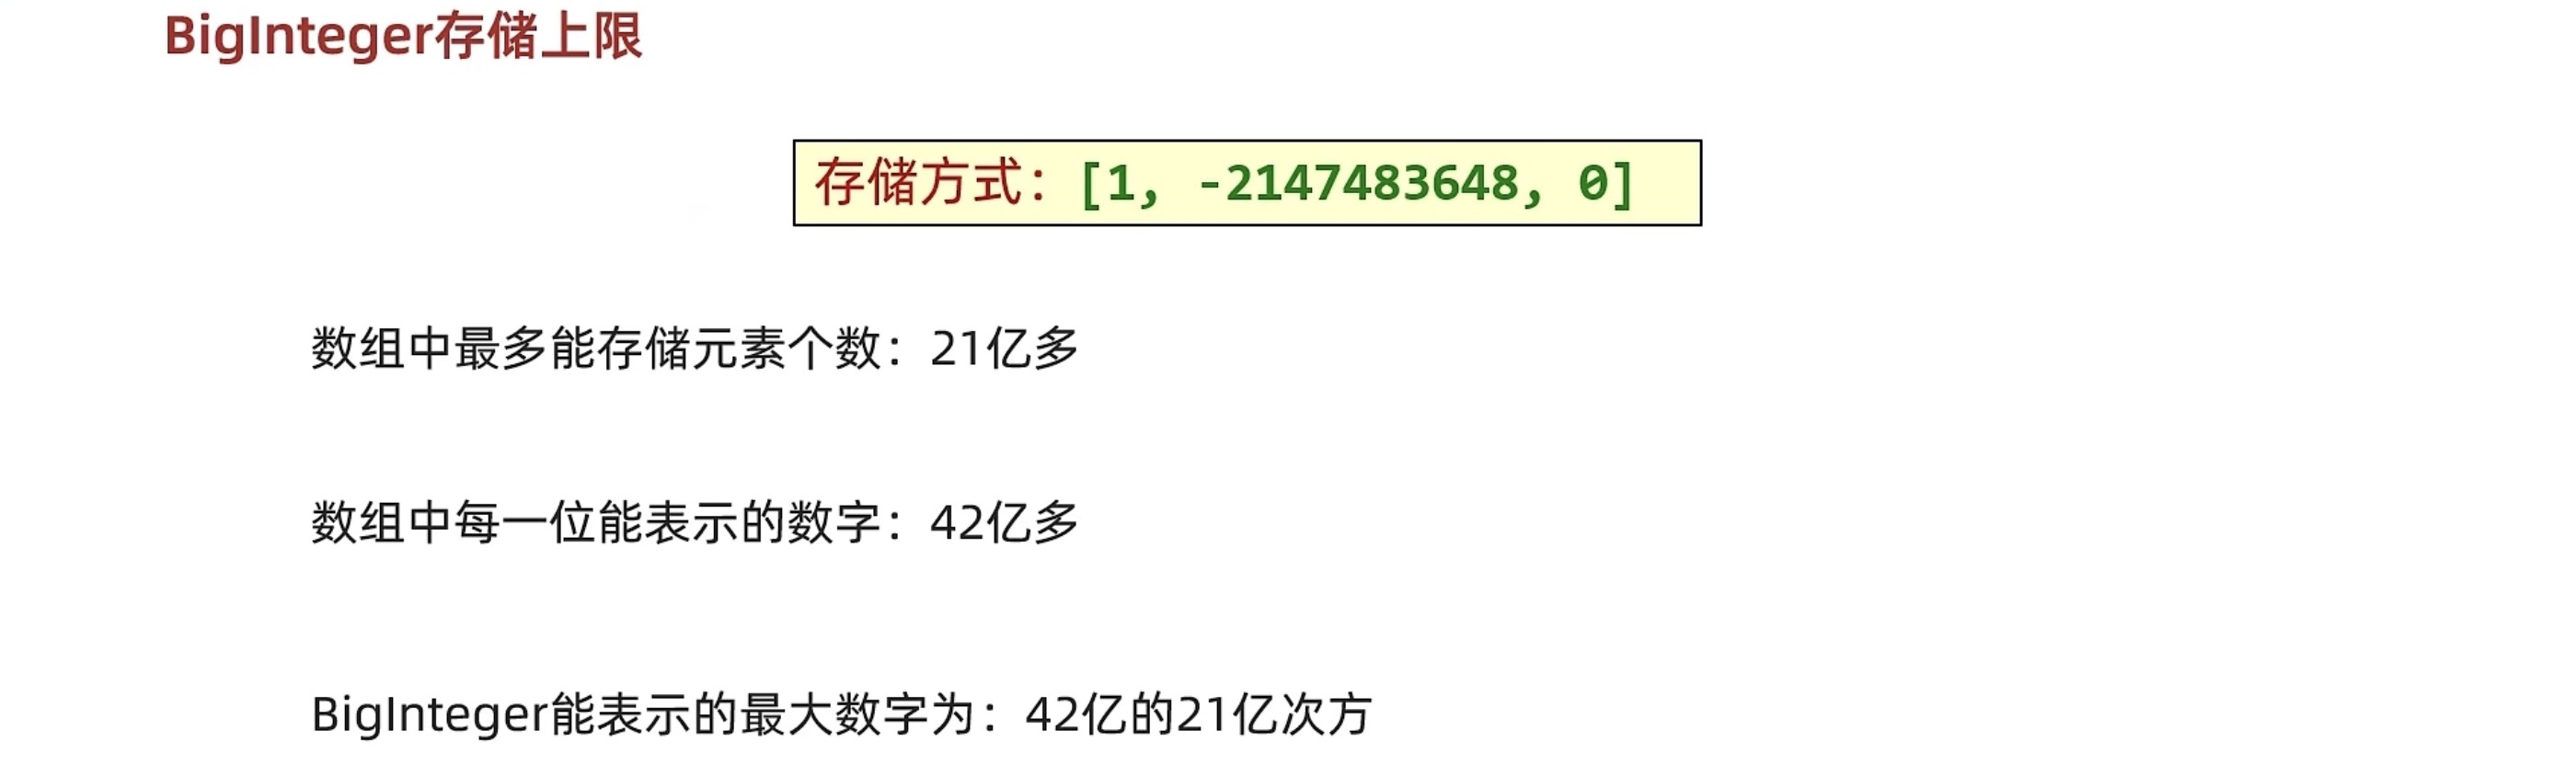 BigInteger存储上限
存储方式：[1, -2147483648, 0]
数组中最多能存储元素个数：21亿多
数组中每一位能表示的数字：42亿多
BigInteger能表示的最大数字为：42亿的21亿次方